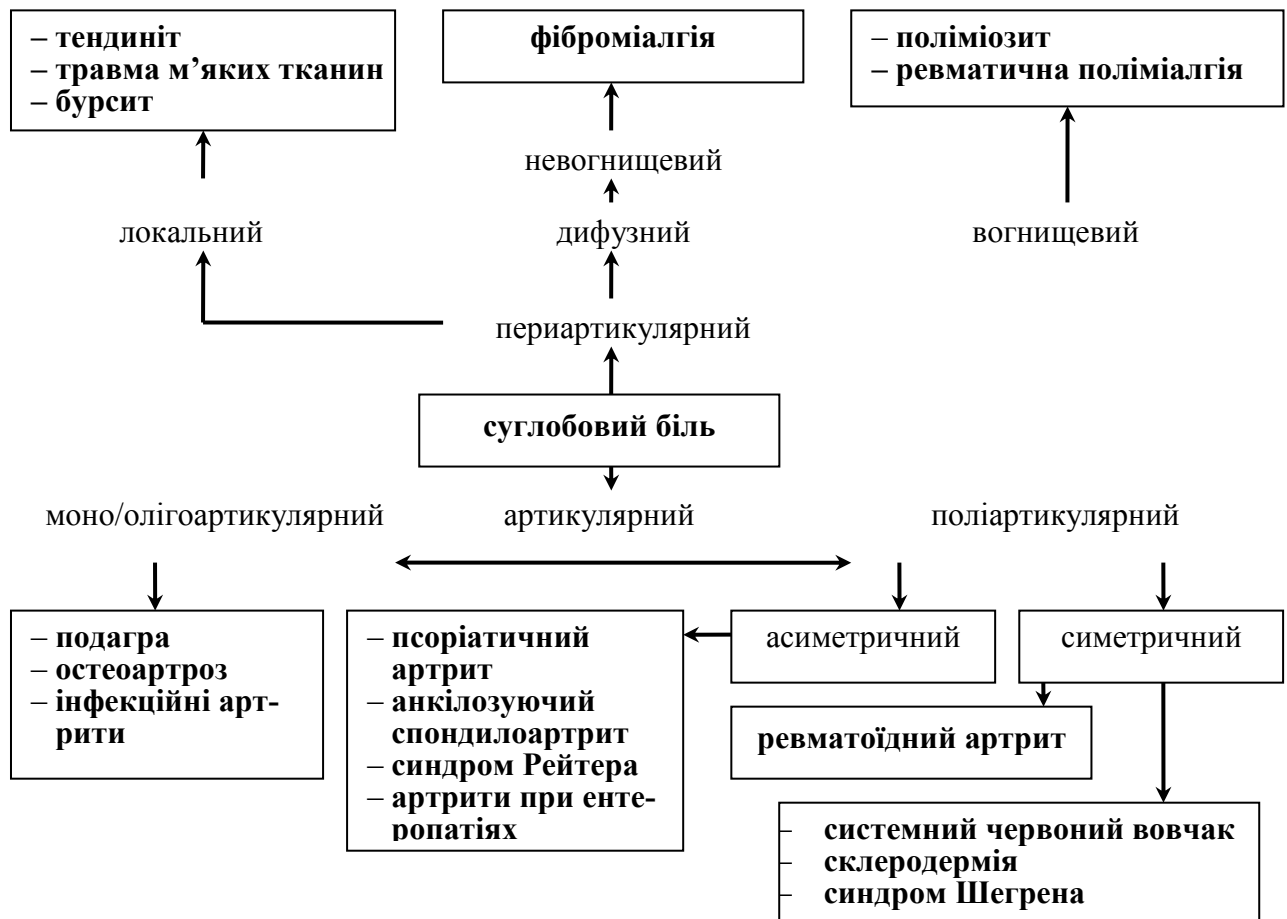 – тендиніт
– травма м’яких тканин
– бурсит
фіброміалгія
– поліміозит
– ревматична поліміалгія
невогнищевий
локальний
дифузний
вогнищевий
периартикулярний
суглобовий біль
моно/олігоартикулярний
артикулярний
поліартикулярний
– подагра
– остеоартроз
– інфекційні арт-
рити
– псоріатичний
артрит
– анкілозуючий
спондилоартрит
– синдром Рейтера
– артрити при енте-
ропатіях
асиметричний
симетричний
ревматоїдний артрит
– системний червоний вовчак
– склеродермія
– синдром Шегрена